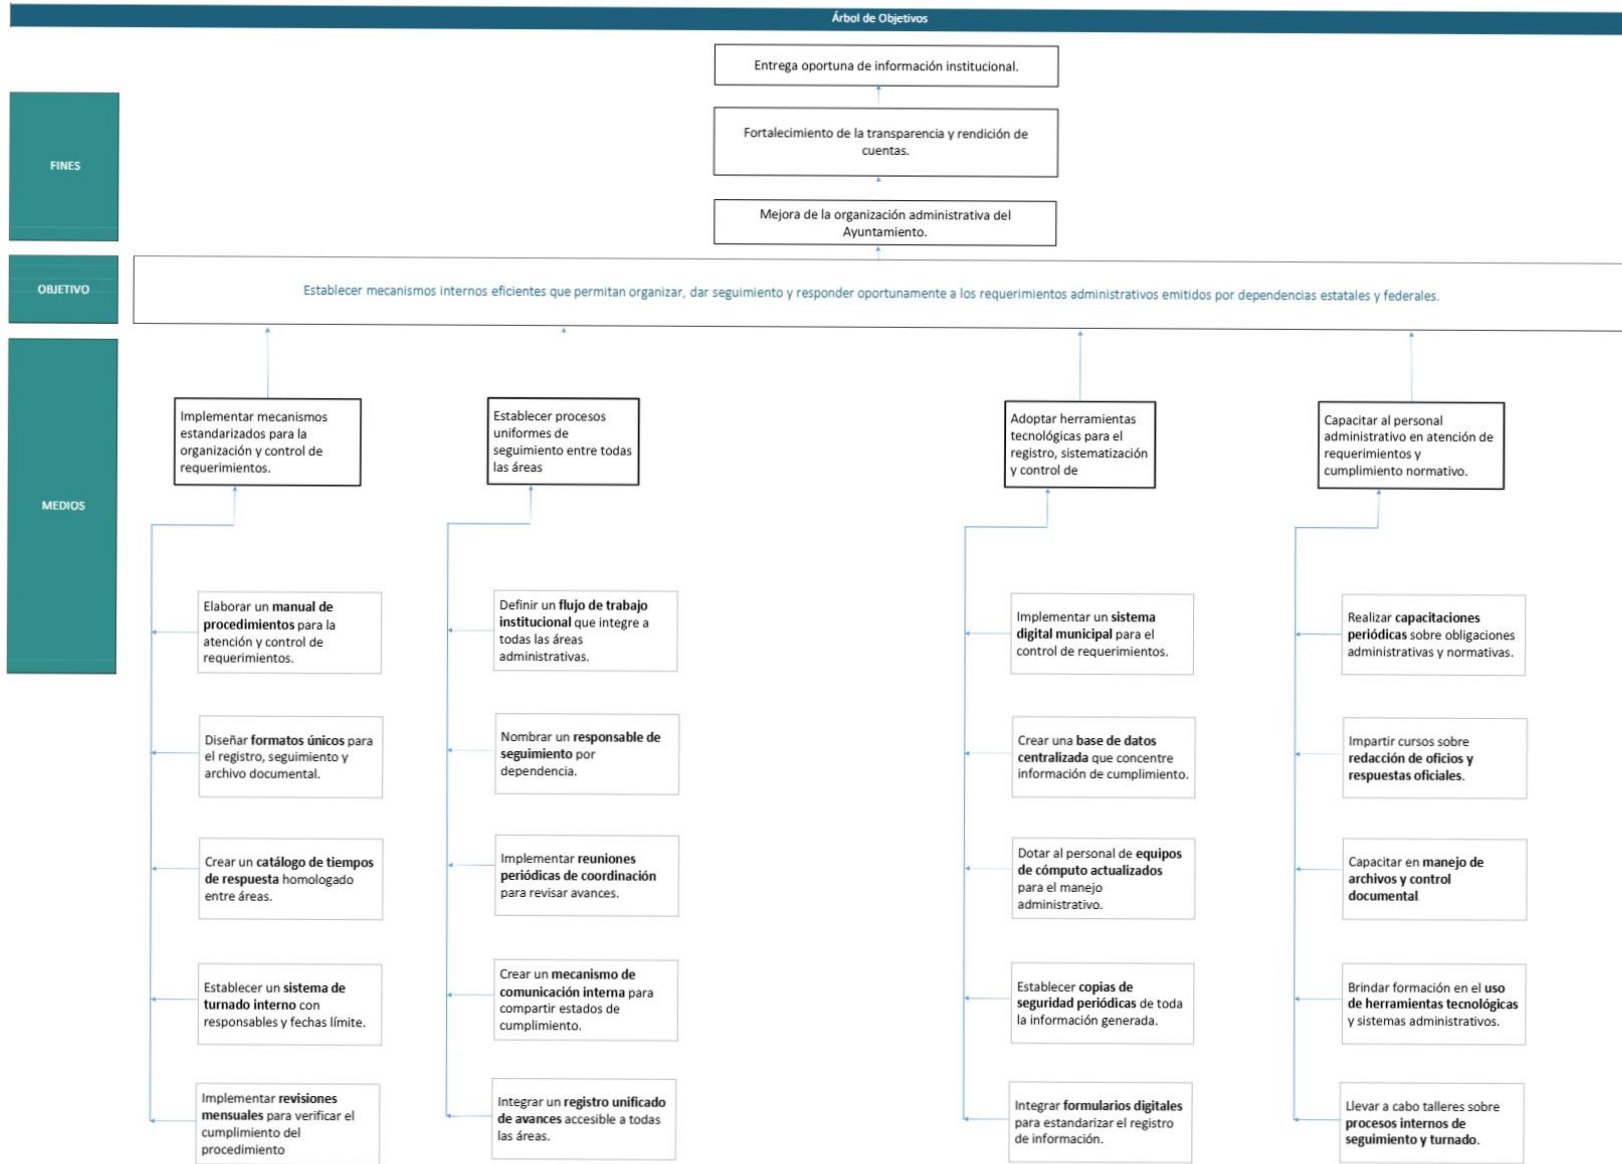 Árbol de Objetivos
Entrega oportuna de información institucional.
FINES
Fortalecimiento de la transparencia y rendición de
cuentas.
Mejora de la organización administrativa del
Ayuntamiento.
OBJETIVO
Establecer mecanismos internos eficientes que permitan organizar, dar seguimiento y responder oportunamente a los requerimientos administrativos emitidos por dependencias estatales y federales.
MEDIOS
Implementar mecanismos
estandarizados para la
organización y control de
requerimientos.
Elaborar un manual de
procedimientos para la
atención y control de
requerimientos.
Diseñar formatos únicos para
el registro, seguimiento y
archivo documental.
Crear un catálogo de tiempos
de respuesta homologado
entre áreas.
Establecer un sistema de
turnado interno con
responsables y fechas límite.
Implementar revisiones
mensuales para verificar el
cumplimiento del
procedimiento
Establecer procesos
uniformes de
seguimiento entre todas
las áreas
Definir un flujo de trabajo
institucional que integre a
todas las áreas
administrativas.
Nombrar un responsable de
seguimiento por
dependencia.
Implementar reuniones
periódicas de coordinación
para revisar avances.
Crear un mecanismo de
comunicación interna para
compartir estados de
cumplimiento.
Integrar un registro unificado
de avances accesible a todas
las áreas.
Adoptar herramientas
tecnológicas para el
registro, sistematización
y control de
Implementar un sistema
digital municipal para el
control de requerimientos.
Crear una base de datos
centralizada que concentre
información de cumplimiento.
Dotar al personal de equipos
de cómputo actualizados
para el manejo
administrativo.
Establecer copias de
seguridad periódicas de toda
la información generada.
Integrar formularios digitales
para estandarizar el registro
de información.
Capacitar al personal
administrativo en atención de
requerimientos y
cumplimiento normativo.
Realizar capacitaciones
periódicas sobre obligaciones
administrativas y normativas.
Impartir cursos sobre
redacción de oficios y
respuestas oficiales.
Capacitar en manejo de
archivos y control
documental
Brindar formación en el uso
de herramientas tecnológicas
y sistemas administrativos.
Llevar a cabo talleres sobre
procesos internos de
seguimiento y turnado.